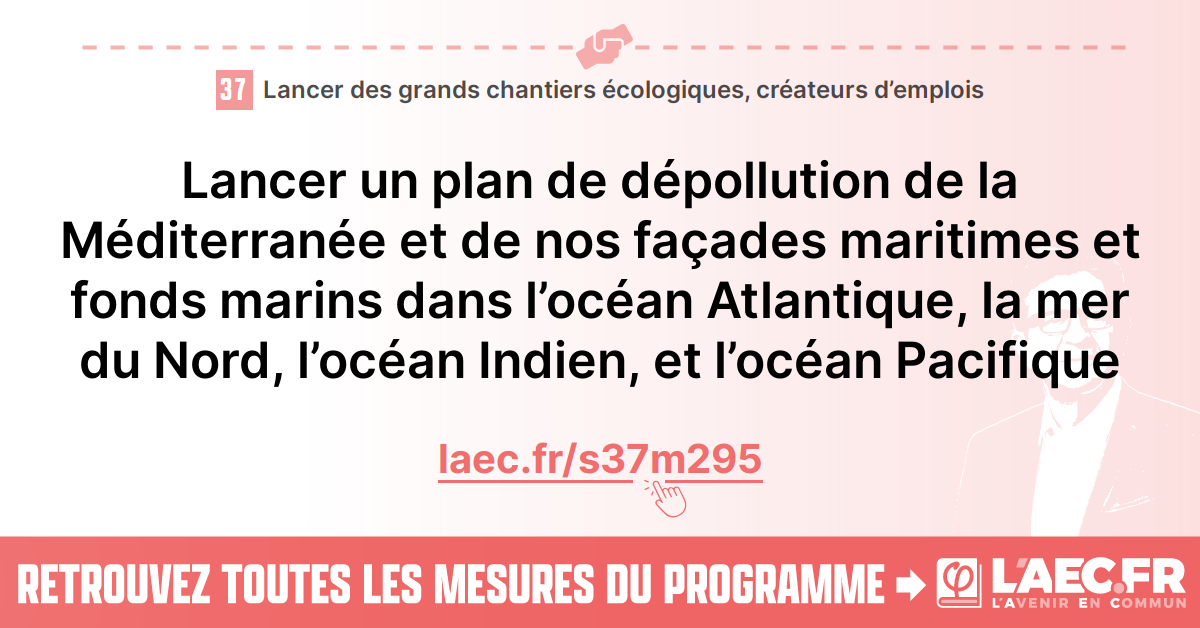 37 Lancer des grands chantiers écologiques, créateurs d’emplois
Lancer un plan de dépollution de la
Méditerranée et de nos façades maritimes et
fonds marins dans l’océan Atlantique, la mer
du Nord, l’océan Indien, et l’océan Pacifique
laec.fr/s37m295
RETROUVEZ TOUTES LES MESURES DU PROGRAMME φ L’AEC.FR
L’AVENIR EN COMMUN